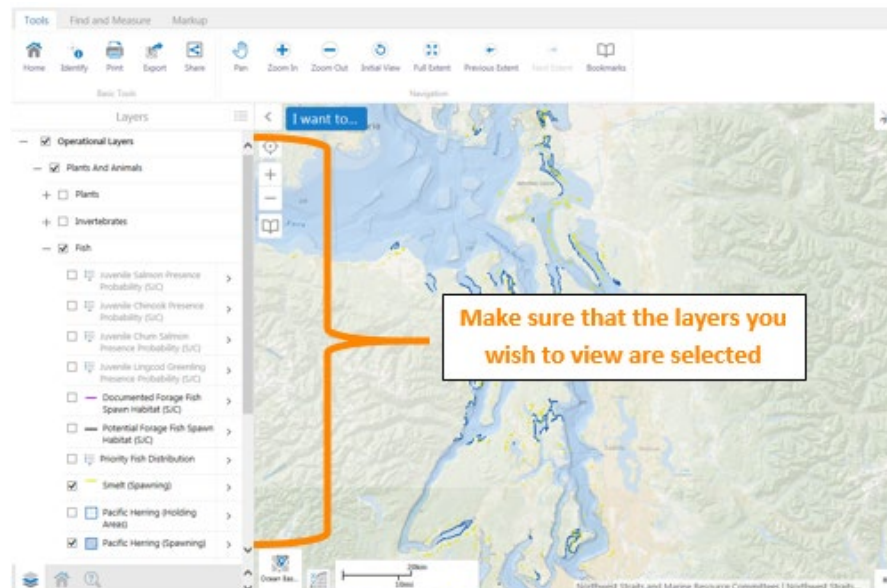 Tools Find and Measure Markup
Home Identify Print Export Share Pan Zoom In Zoom Out Initial View Full Extent Previous Extent Next Extent Bookmarks
Basic Tools Navigation
Layers
I want to...
Operational Layers
Plants And Animals
Plants
Invertebrates
Fish
Juvenile Salmon Presence
Probability (SJC)
Juvenile Chinook Presence
Probability (SJC)
Juvenile Chum Salmon
Presence Probability (SJC)
Juvenile Lingcod Greenling
Presence Probability (SJC)
Documented Forage Fish
Spawn Habitat (SJC)
Potential Forage Fish Spawn
Habitat (SJC)
Priority Fish Distribution
Smelt (Spawning)
Pacific Herring (Holding
Areas)
Pacific Herring (Spawning)
Make sure that the layers you
wish to view are selected
Ocean Bas...
20km
10mi
Northwest Straits and Marine Resource Committees | Northwest Straits